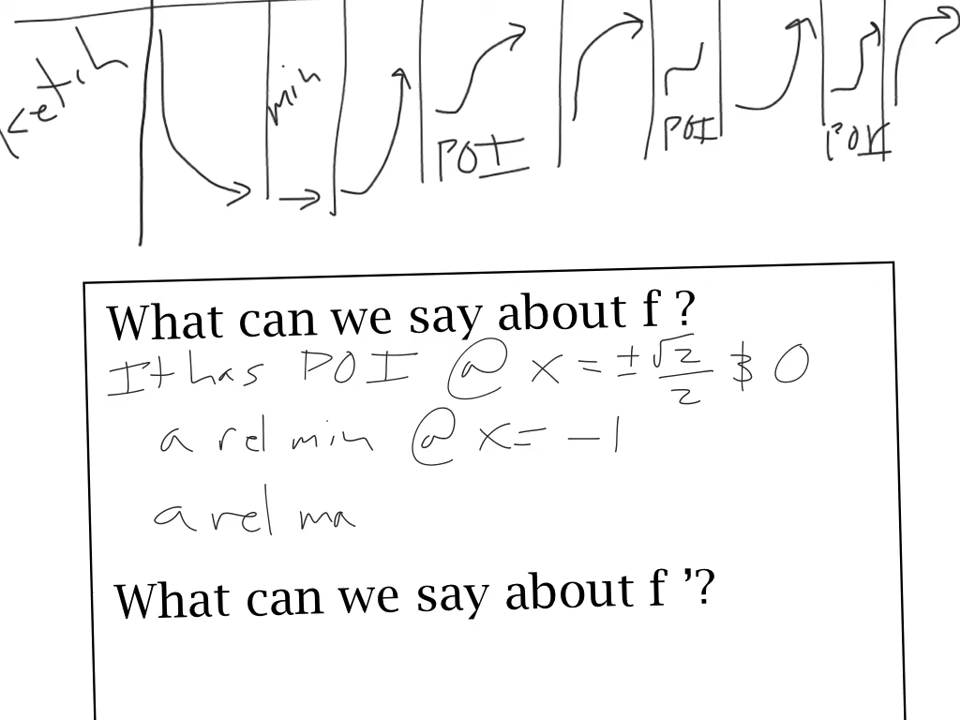 sketch min POI POI POI
What can we say about f ?
It has POI @ x = ± √2/2 & 0
a rel min @ x = -1
a rel ma
What can we say about f ’?